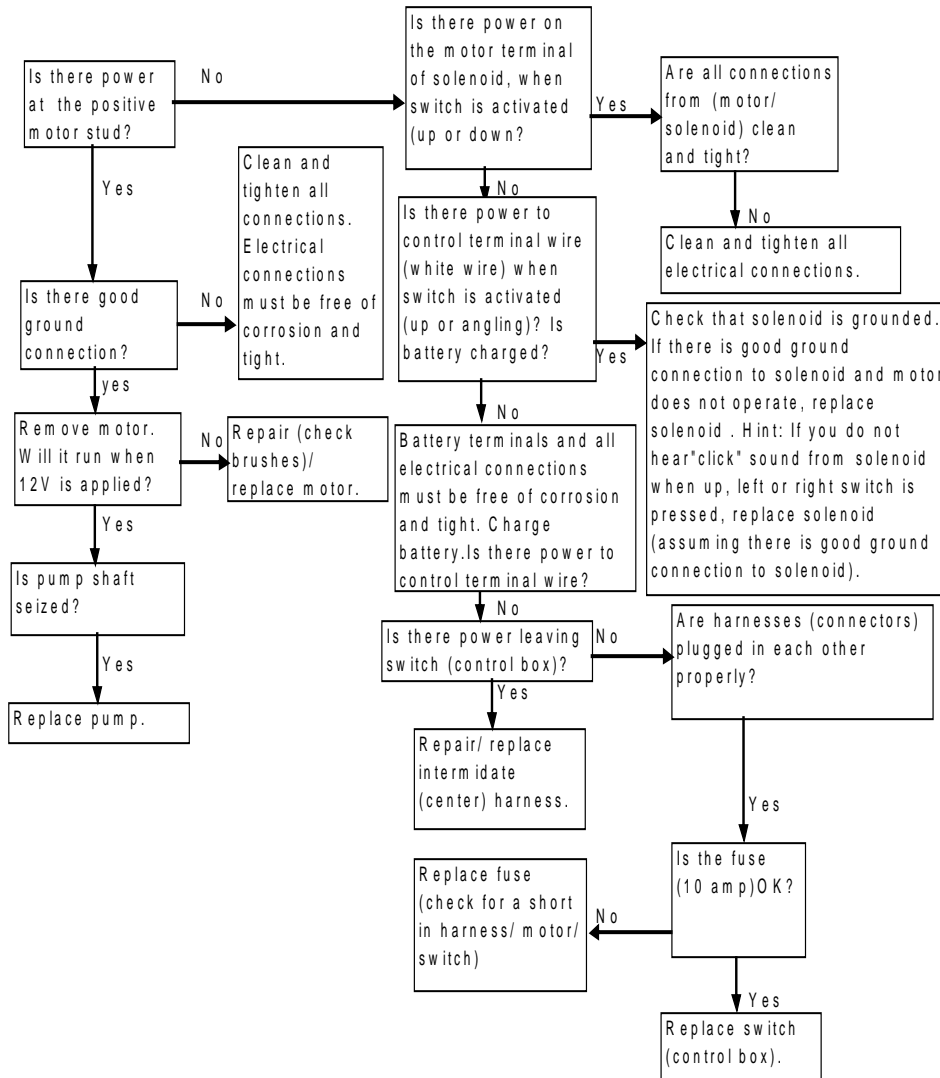 Is there power
at the positive
motor stud?
No
Is there power on
the motor terminal
of solenoid, when
switch is activated
(up or down?
Yes
Are all connections
from (motor/
solenoid) clean
and tight?
Yes
Clean and
tighten all
connections.
Electrical
connections
must be free of
corrosion and
tight.
No
Is there power to
control terminal wire
(white wire) when
switch is activated
(up or angling)? Is
battery charged?
No
Clean and tighten all
electrical connections.
Is there good
ground
connection?
No
Yes
Check that solenoid is grounded.
If there is good ground
connection to solenoid and motor
does not operate, replace
solenoid . Hint: If you do not
hear"click" sound from solenoid
when up, left or right switch is
pressed, replace solenoid
(assuming there is good ground
connection to solenoid).
yes
Remove motor.
Will it run when
12V is applied?
No
Repair (check
brushes)/
replace motor.
No
Battery terminals and all
electrical connections
must be free of corrosion
and tight. Charge
battery.Is there power to
control terminal wire?
Yes
Is pump shaft
seized?
No
Is there power leaving
switch (control box)?
No
Are harnesses (connectors)
plugged in each other
properly?
Yes
Replace pump.
Yes
Repair/ replace
intermidate
(center) harness.
Yes
Is the fuse
(10 amp)OK?
No
Replace fuse
(check for a short
in harness/ motor/
switch)
Yes
Replace switch
(control box).